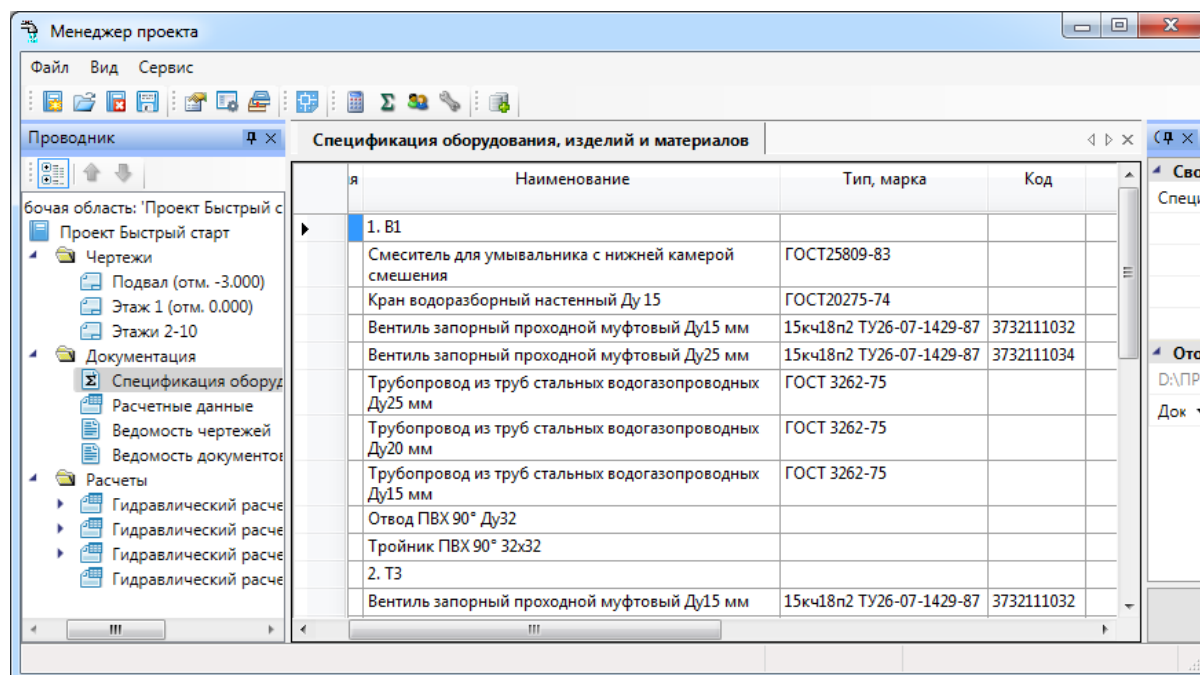 Менеджер проекта
Файл Вид Сервис
Проводник
бочая область: 'Проект Быстрый с
Проект Быстрый старт
Чертежи
Подвал (отм. -3.000)
Этаж 1 (отм. 0.000)
Этажи 2-10
Документация
Спецификация оборуд
Расчетные данные
Ведомость чертежей
Ведомость документов
Расчеты
Гидравлический расче
Гидравлический расче
Гидравлический расче
Гидравлический расче
Спецификация оборудования, изделий и материалов
я Наименование Тип, марка Код
1. В1
Смеситель для умывальника с нижней камерой ГОСТ25809-83
смешения
Кран водоразборный настенный Ду 15 ГОСТ20275-74
Вентиль запорный проходной муфтовый Ду15 мм 15кч18п2 ТУ26-07-1429-87 3732111032
Вентиль запорный проходной муфтовый Ду25 мм 15кч18п2 ТУ26-07-1429-87 3732111034
Трубопровод из труб стальных водогазопроводных ГОСТ 3262-75
Ду25 мм
Трубопровод из труб стальных водогазопроводных ГОСТ 3262-75
Ду20 мм
Трубопровод из труб стальных водогазопроводных ГОСТ 3262-75
Ду15 мм
Отвод ПВХ 90° Ду32
Тройник ПВХ 90° 32х32
2. Т3
Вентиль запорный проходной муфтовый Ду15 мм 15кч18п2 ТУ26-07-1429-87 3732111032
Сво
Специ
Ото
D:\ПР
Док